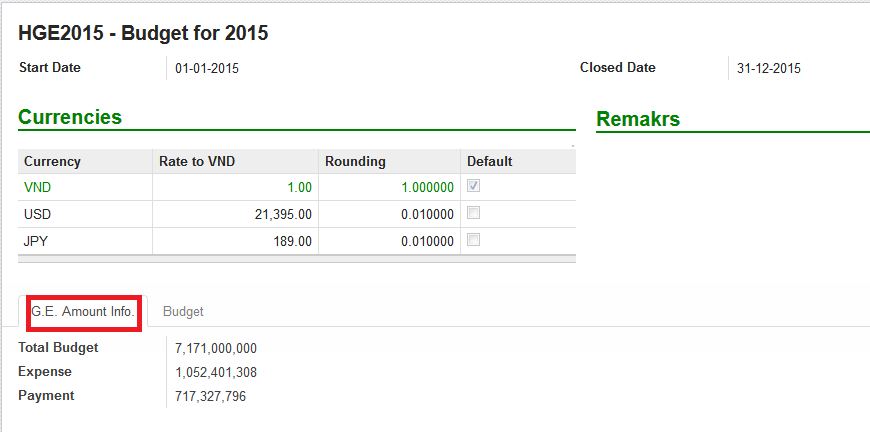 HGE2015 - Budget for 2015
Start Date 01-01-2015 Closed Date 31-12-2015
Currencies Remakrs
Currency Rate to VND Rounding Default
VND 1.00 1.000000
USD 21,395.00 0.010000
JPY 189.00 0.010000
G.E. Amount Info. Budget
Total Budget 7,171,000,000
Expense 1,052,401,308
Payment 717,327,796